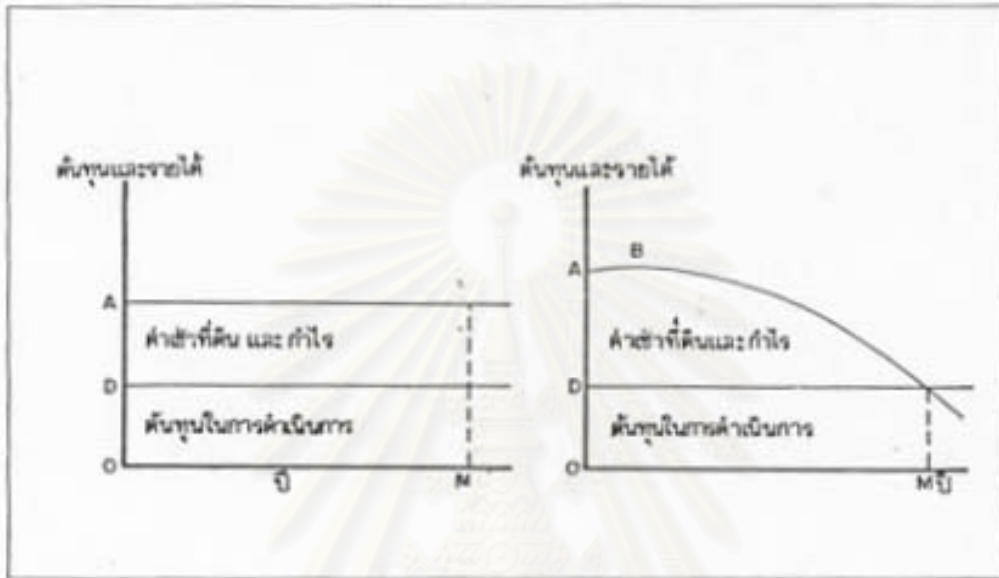 ต้นทุนและรายได้
A
ค่าเช่าที่ดิน และ กำไร
D
ต้นทุนในการดำเนินการ
O
ปี
M
ต้นทุนและรายได้
B
A
ค่าเช่าที่ดินและ กำไร
D
ต้นทุนในการดำเนินการ
O
M ปี